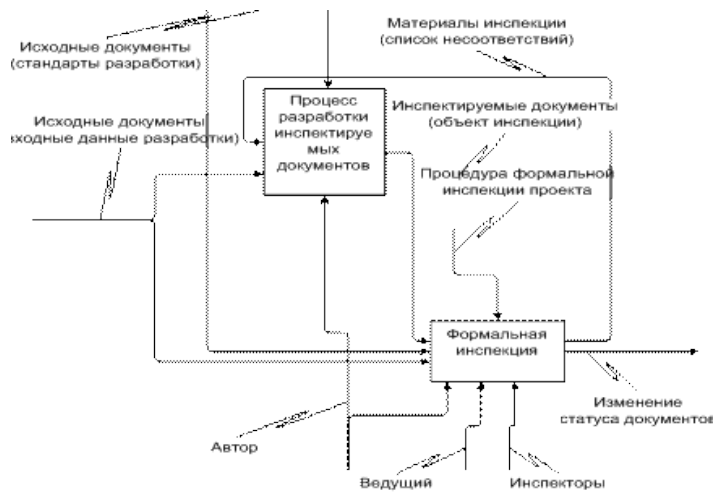 Исходные документы
(стандарты разработки)
Материалы инспекции
(список несоответствий)
Исходные документы
входные данные разработки)
Процесс
разработки
инспектируе
мых
документов
Инспектируемые документы
(объект инспекции)
Процедура формальной
инспекции проекта
Формальная
инспекция
Изменение
статуса документов
Автор
Ведущий
Инспекторы